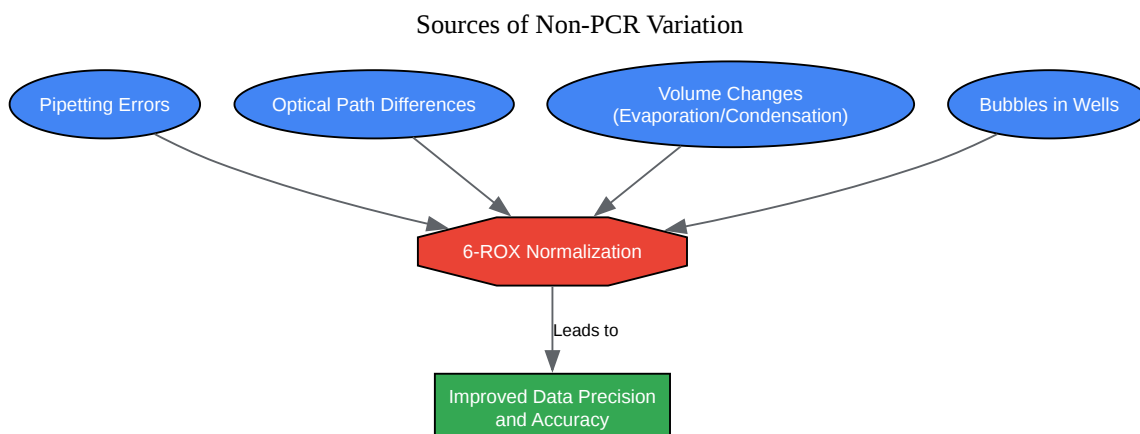 Sources of Non-PCR Variation
Pipetting Errors
Optical Path Differences
Volume Changes
(Evaporation/Condensation)
Bubbles in Wells
6-ROX Normalization
Leads to
Improved Data Precision
and Accuracy